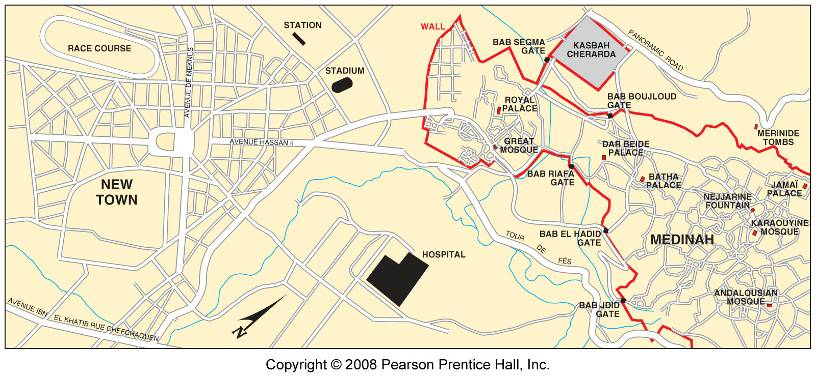 RACE COURSE
AVENUE DE MEKNÈS
STATION
STADIUM
WALL
BAB SEGMA
GATE
KASBAH
CHERARDA
PANORAMIC ROAD
ROYAL
PALACE
BAB BOUJLOUD
GATE
AVENUE HASSAN II
GREAT
MOSQUE
DAR BEIDE
PALACE
MERINIDE
TOMBS
BAB RIAFA
GATE
BATHA
PALACE
JAMAÏ
PALACE
NEW
TOWN
NEJJARINE
FOUNTAIN
KARAOUYINE
MOSQUE
BAB EL HADID
GATE
MEDINAH
TOUR DE FÈS
HOSPITAL
ANDALOUSIAN
MOSQUE
BAB JDID
GATE
AVENUE IBN EL KHATIB RUE CHEFCHAOUEN
N
Copyright © 2008 Pearson Prentice Hall, Inc.